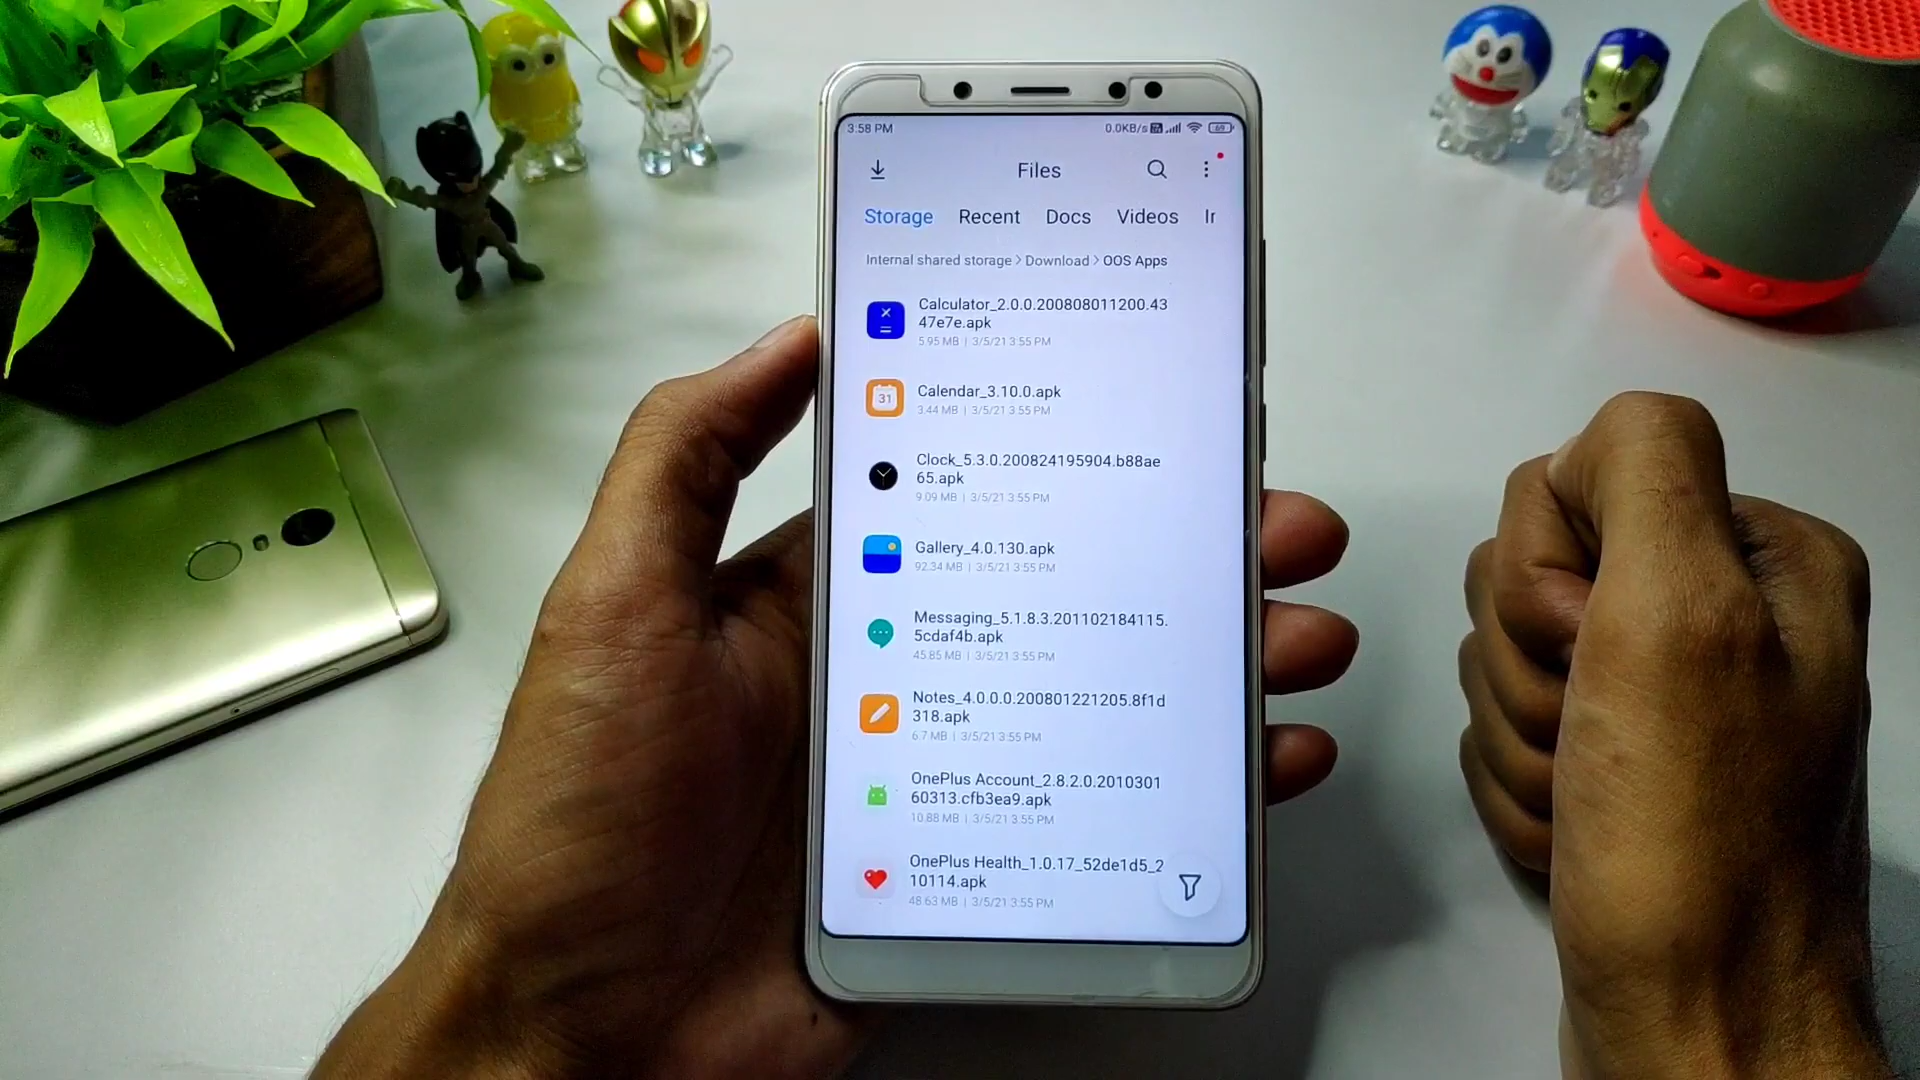 3:58 PM
0.0KB/s
69
Files
Storage Recent Docs Videos Ir
Internal shared storage > Download > OOS Apps
Calculator_2.0.0.200808011200.43
47e7e.apk
5.95 MB | 3/5/21 3:55 PM
31
Calendar_3.10.0.apk
3.44 MB | 3/5/21 3:55 PM
Clock_5.3.0.200824195904.b88ae
65.apk
9.09 MB | 3/5/21 3:55 PM
Gallery_4.0.130.apk
92.34 MB | 3/5/21 3:55 PM
Messaging_5.1.8.3.201102184115.
5cdaf4b.apk
45.85 MB | 3/5/21 3:55 PM
Notes_4.0.0.0.200801221205.8f1d
318.apk
6.7 MB | 3/5/21 3:55 PM
OnePlus Account_2.8.2.0.2010301
60313.cfb3ea9.apk
10.88 MB | 3/5/21 3:55 PM
OnePlus Health_1.0.17_52de1d5_2
10114.apk
48.63 MB | 3/5/21 3:55 PM